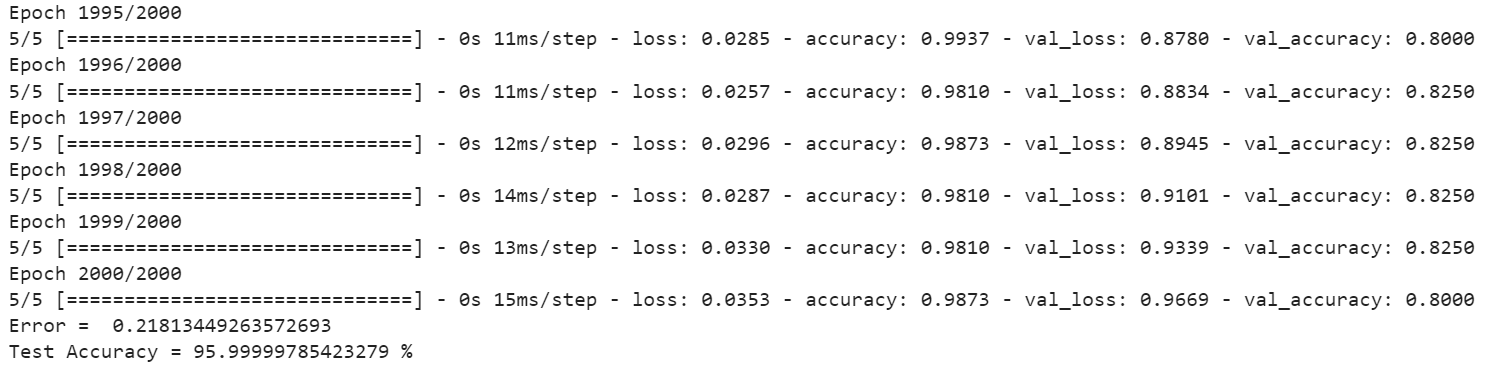 Epoch 1995/2000
5/5 [==============================] - 0s 11ms/step - loss: 0.0285 - accuracy: 0.9937 - val_loss: 0.8780 - val_accuracy: 0.8000
Epoch 1996/2000
5/5 [==============================] - 0s 11ms/step - loss: 0.0257 - accuracy: 0.9810 - val_loss: 0.8834 - val_accuracy: 0.8250
Epoch 1997/2000
5/5 [==============================] - 0s 12ms/step - loss: 0.0296 - accuracy: 0.9873 - val_loss: 0.8945 - val_accuracy: 0.8250
Epoch 1998/2000
5/5 [==============================] - 0s 14ms/step - loss: 0.0287 - accuracy: 0.9810 - val_loss: 0.9101 - val_accuracy: 0.8250
Epoch 1999/2000
5/5 [==============================] - 0s 13ms/step - loss: 0.0330 - accuracy: 0.9810 - val_loss: 0.9339 - val_accuracy: 0.8250
Epoch 2000/2000
5/5 [==============================] - 0s 15ms/step - loss: 0.0353 - accuracy: 0.9873 - val_loss: 0.9669 - val_accuracy: 0.8000
Error =  0.21813449263572693
Test Accuracy = 95.99999785423279 %